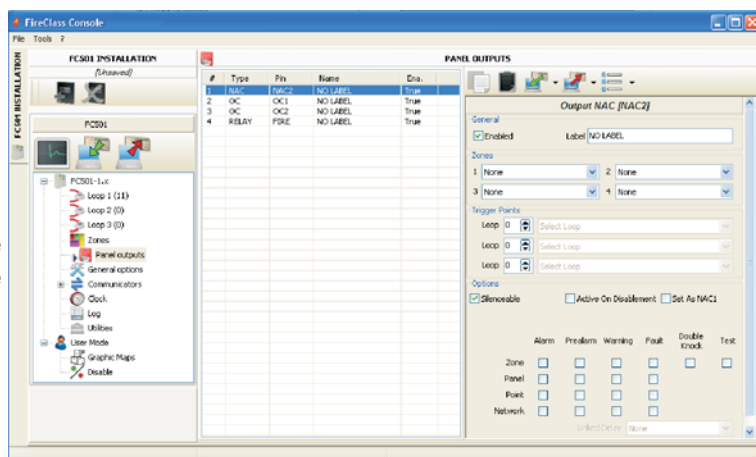 FireClass Console
File Tools ?
FC501 INSTALLATION
FC501 INSTALLATION
(Unsaved)
FC501
FC501-1.x
Loop 1 (11)
Loop 2 (0)
Loop 3 (0)
Zones
Panel outputs
General options
Communicators
Clock
Log
Utilities
User Mode
Graphic Maps
Disable
PANEL OUTPUTS
# Type Pin Name Ena.
1 NAC NAC2 NO LABEL True
2 OC OC1 NO LABEL True
3 OC OC2 NO LABEL True
4 RELAY FIRE NO LABEL True
Output NAC [NAC2]
General
Enabled Label NO LABEL
Zones
1 None 2 None
3 None 4 None
Trigger Points
Loop 0 Select Loop
Loop 0 Select Loop
Loop 0 Select Loop
Options
Silenceable Active On Disablement Set As NAC1
Alarm Prealarm Warning Fault Double Knock Test
Zone
Panel
Point
Network
Linked Delay None